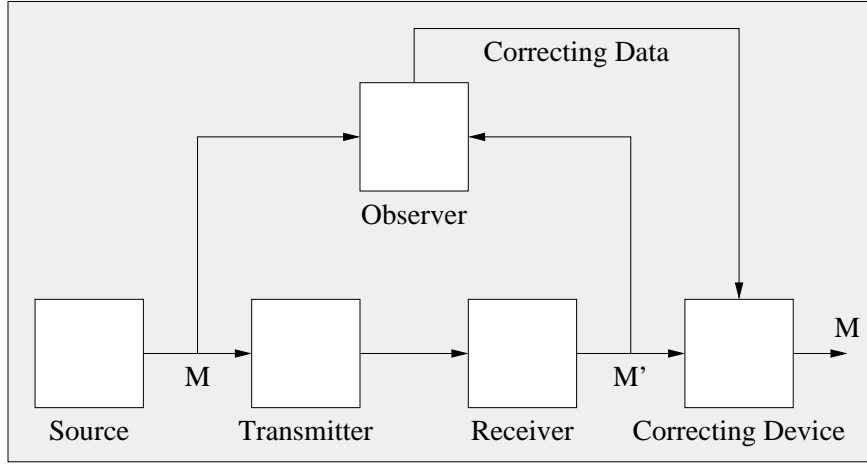 Correcting Data
Observer
M
M
M’
Source
Transmitter
Receiver
Correcting Device